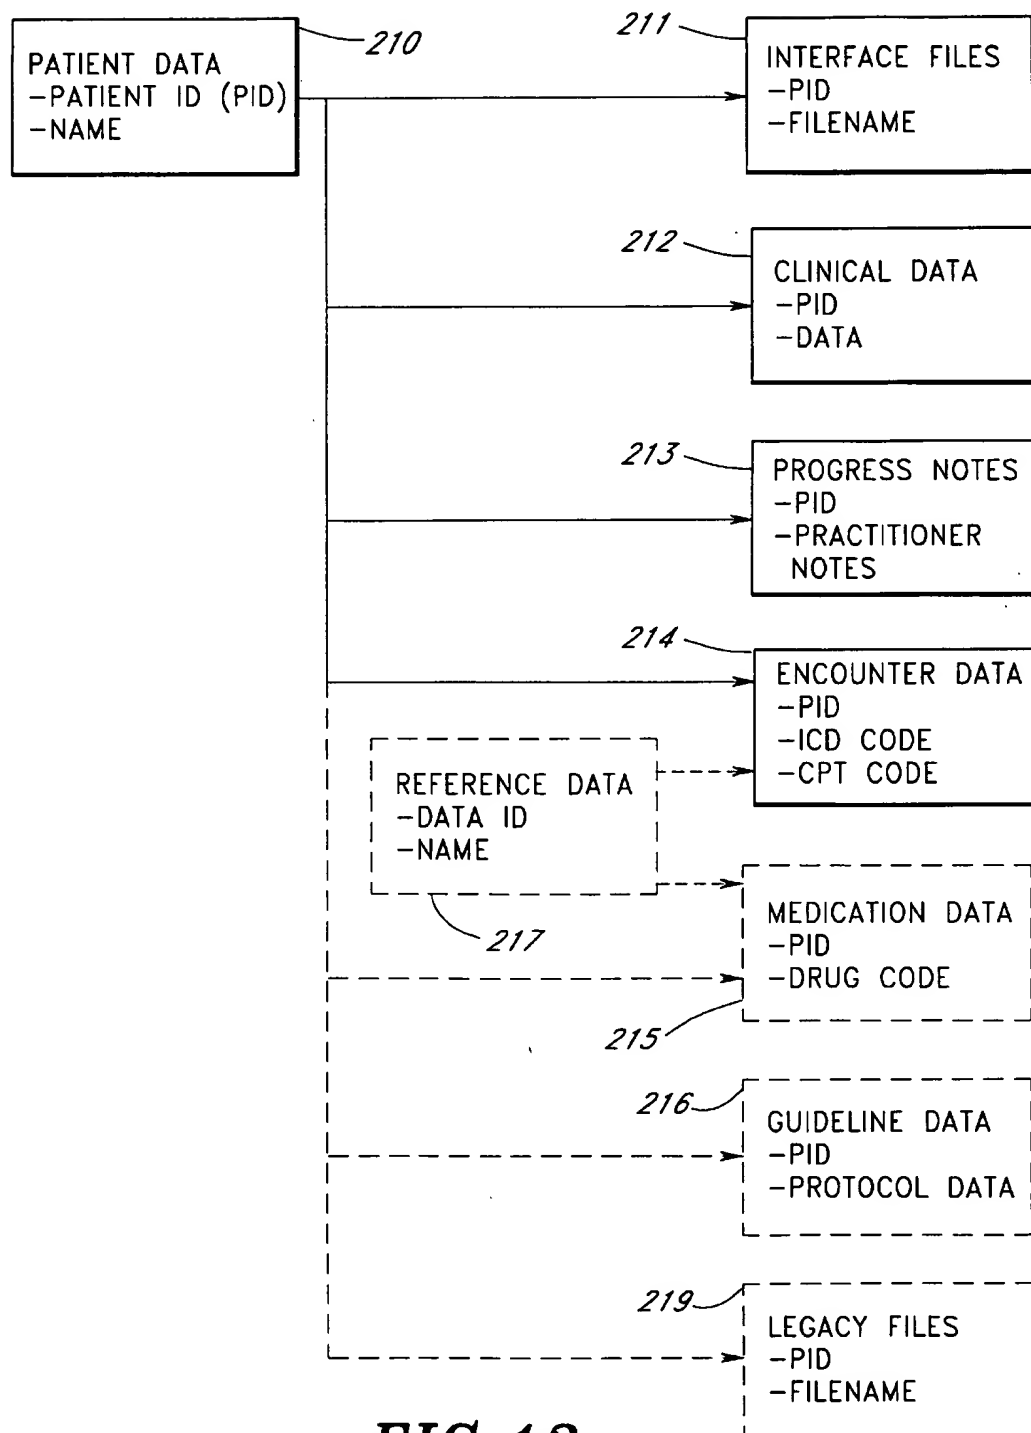 210
PATIENT DATA
-PATIENT ID (PID)
-NAME
211
INTERFACE FILES
-PID
-FILENAME
212
CLINICAL DATA
-PID
-DATA
213
PROGRESS NOTES
-PID
-PRACTITIONER
NOTES
214
ENCOUNTER DATA
-PID
-ICD CODE
-CPT CODE
REFERENCE DATA
-DATA ID
-NAME
217
MEDICATION DATA
-PID
-DRUG CODE
215
216
GUIDELINE DATA
-PID
-PROTOCOL DATA
219
LEGACY FILES
-PID
-FILENAME